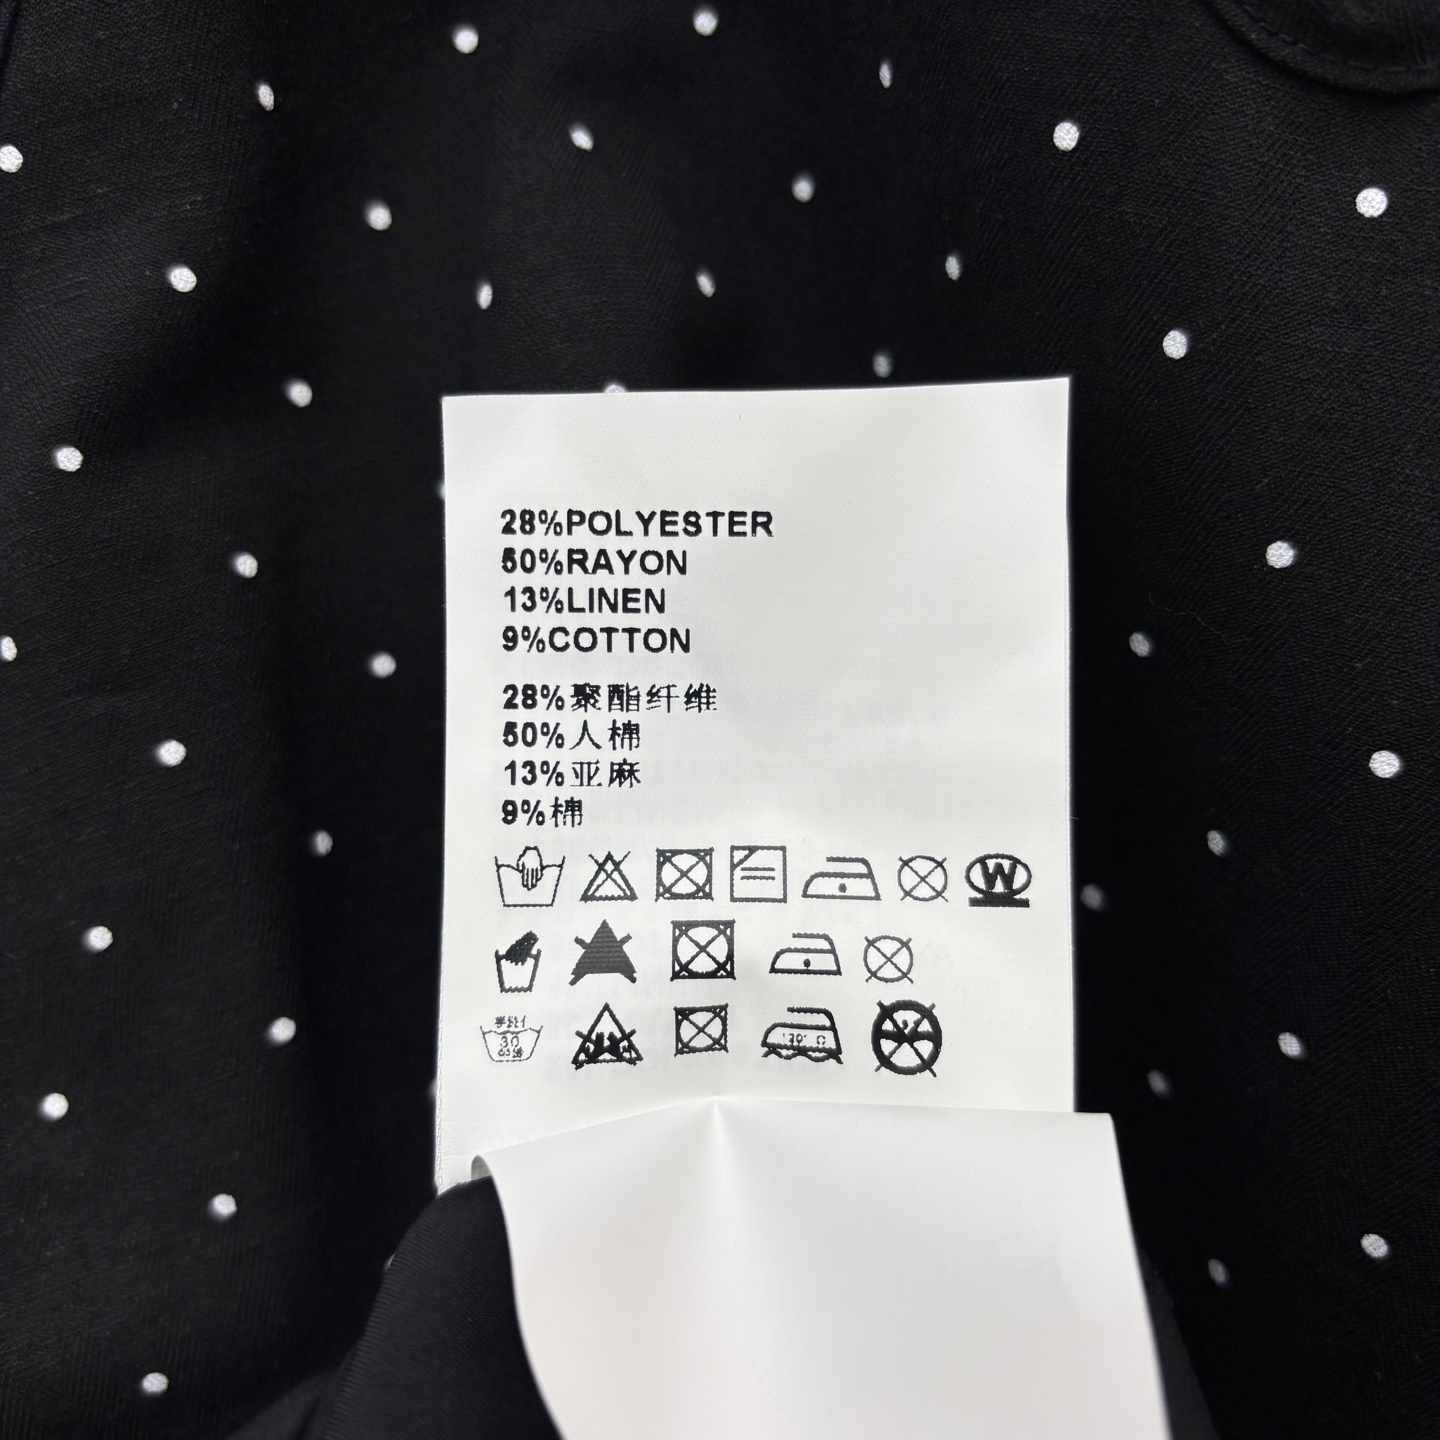 28%POLYESTER
50%RAYON
13%LINEN
9%COTTON
28%聚酯纤维
50%人棉
13%亚麻
9%棉
W
30